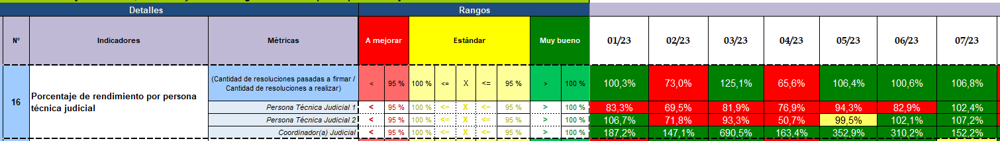 Detalles Rangos
Nº Indicadores Métricas A mejorar Estándar Muy bueno 01/23 02/23 03/23 04/23 05/23 06/23 07/23
16 Porcentaje de rendimiento por persona técnica judicial
(Cantidad de resoluciones pasadas a firmar /
Cantidad de resoluciones a realizar) < 95 % 100 % <= X <= 95 % > 100 % 100,3% 73,0% 125,1% 65,6% 106,4% 100,6% 106,8%
Persona Técnica Judicial 1 < 95 % 100 % <= X <= 95 % > 100 % 83,3% 69,5% 81,9% 76,9% 94,3% 82,9% 102,4%
Persona Técnica Judicial 2 < 95 % 100 % <= X <= 95 % > 100 % 106,7% 71,8% 93,3% 50,7% 99,5% 102,1% 107,2%
Coordinador(a) Judicial < 95 % 100 % <= X <= 95 % > 100 % 187,2% 147,1% 690,5% 163,4% 352,9% 310,2% 152,2%